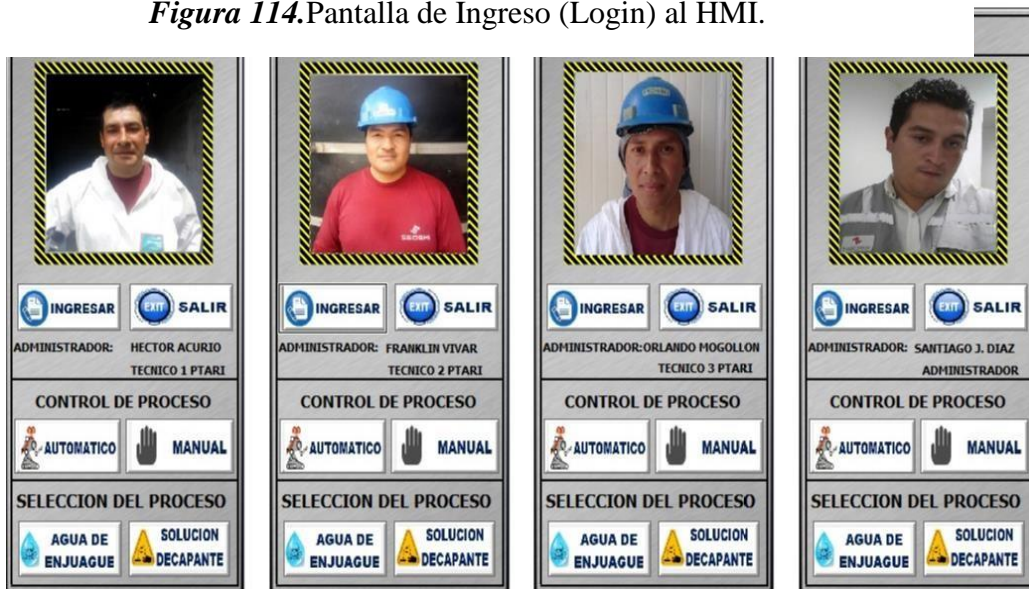 Figura 114.Pantalla de Ingreso (Login) al HMI.
INGRESAR
EXIT
SALIR
ADMINISTRADOR: HECTOR ACURIO
TECNICO 1 PTARI
CONTROL DE PROCESO
AUTOMATICO
MANUAL
SELECCION DEL PROCESO
AGUA DE
ENJUAGUE
SOLUCION
DECAPANTE
INGRESAR
EXIT
SALIR
ADMINISTRADOR: FRANKLIN VIVAR
TECNICO 2 PTARI
CONTROL DE PROCESO
AUTOMATICO
MANUAL
SELECCION DEL PROCESO
AGUA DE
ENJUAGUE
SOLUCION
DECAPANTE
INGRESAR
EXIT
SALIR
ADMINISTRADOR:ORLANDO MOGOLLON
TECNICO 3 PTARI
CONTROL DE PROCESO
AUTOMATICO
MANUAL
SELECCION DEL PROCESO
AGUA DE
ENJUAGUE
SOLUCION
DECAPANTE
INGRESAR
EXIT
SALIR
ADMINISTRADOR: SANTIAGO J. DIAZ
ADMINISTRADOR
CONTROL DE PROCESO
AUTOMATICO
MANUAL
SELECCION DEL PROCESO
AGUA DE
ENJUAGUE
SOLUCION
DECAPANTE